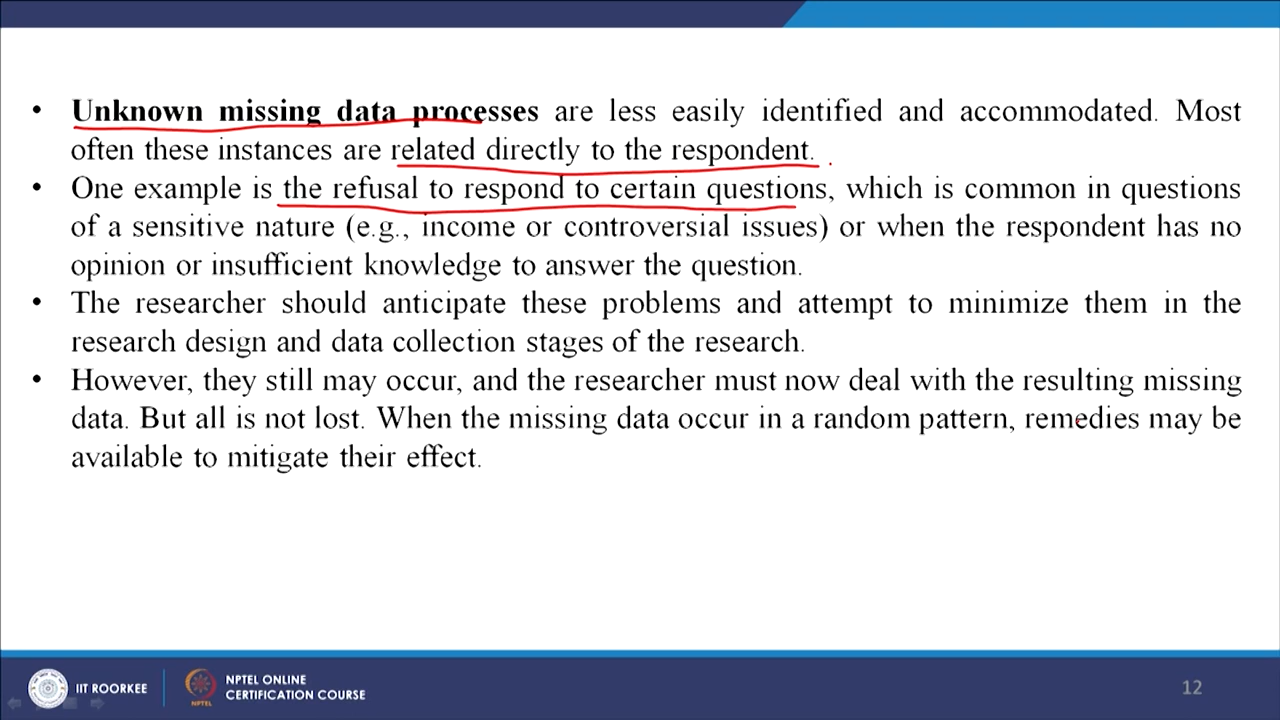 • Unknown missing data processes are less easily identified and accommodated. Most
often these instances are related directly to the respondent.
• One example is the refusal to respond to certain questions, which is common in questions
of a sensitive nature (e.g., income or controversial issues) or when the respondent has no
opinion or insufficient knowledge to answer the question.
• The researcher should anticipate these problems and attempt to minimize them in the
research design and data collection stages of the research.
• However, they still may occur, and the researcher must now deal with the resulting missing
data. But all is not lost. When the missing data occur in a random pattern, remedies may be
available to mitigate their effect.
IIT ROORKEE
NPTEL
NPTEL ONLINE
CERTIFICATION COURSE
12